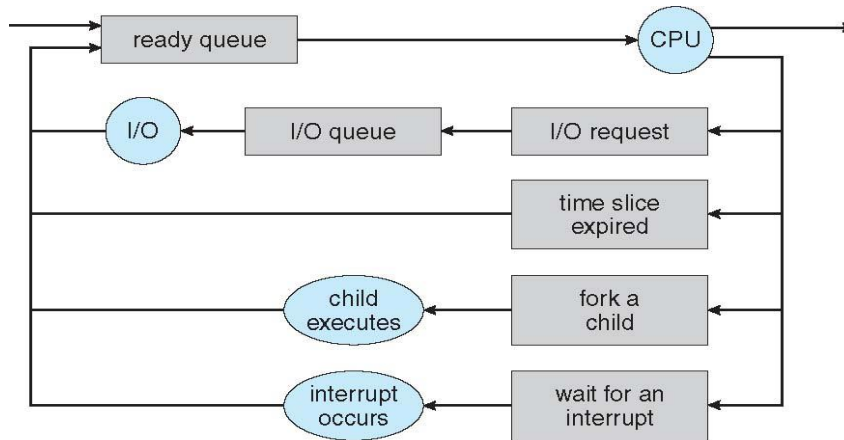 ready queue
CPU
I/O
I/O queue
I/O request
time slice
expired
child
executes
fork a
child
interrupt
occurs
wait for an
interrupt